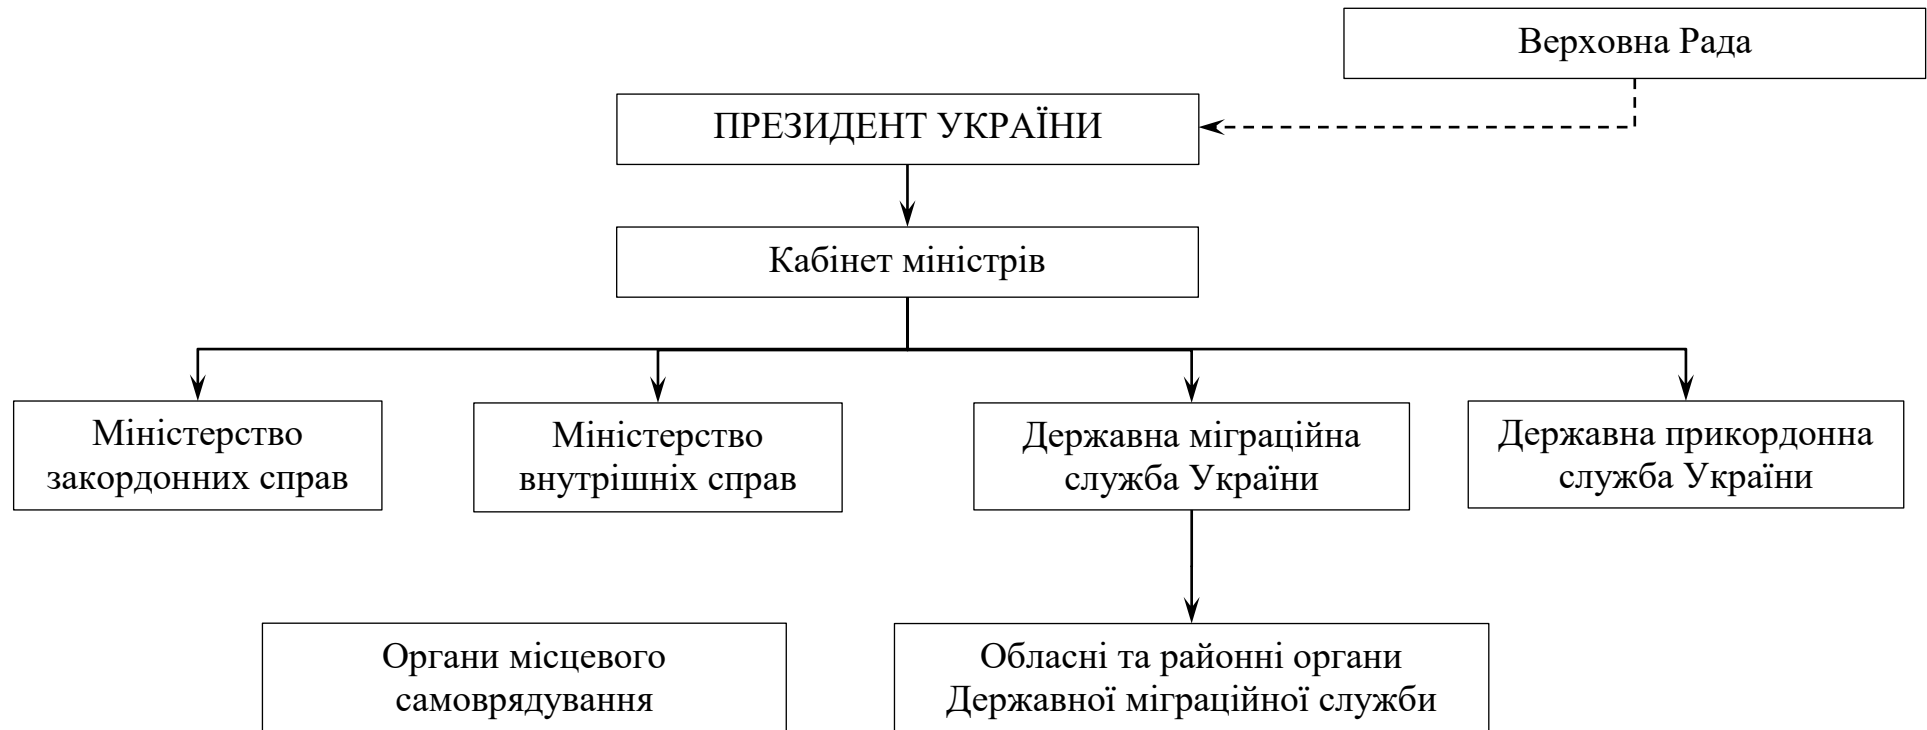 Верховна Рада
ПРЕЗИДЕНТ УКРАЇНИ
Кабінет міністрів
Міністерство
закордонних справ
Міністерство
внутрішніх справ
Державна міграційна
служба України
Державна прикордонна
служба України
Органи місцевого
самоврядування
Обласні та районні органи
Державної міграційної служби